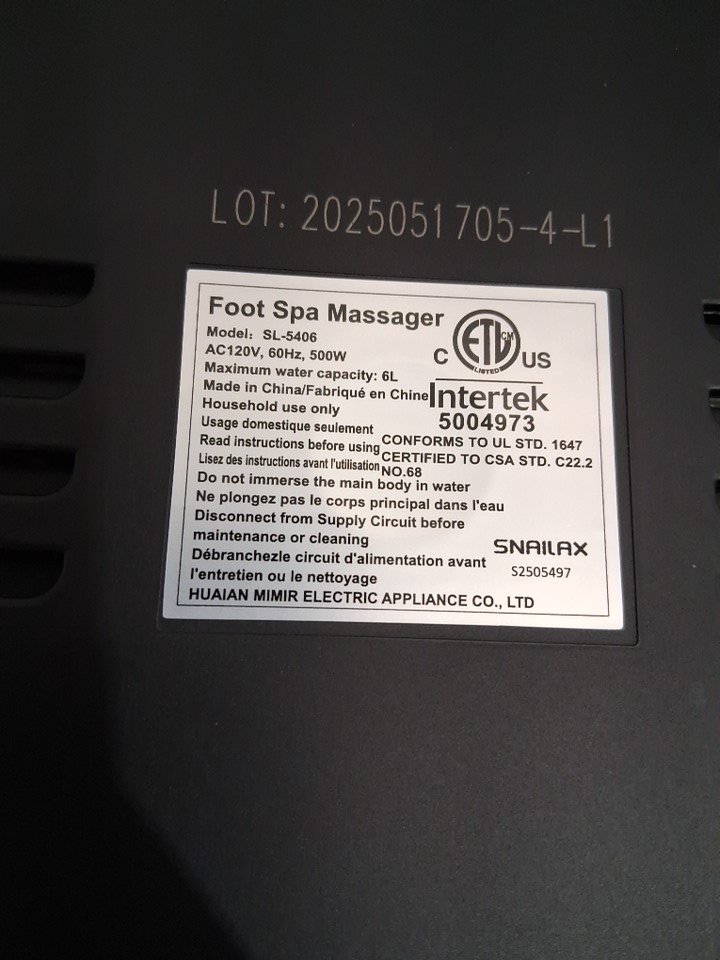 LOT: 2025051705-4-L1
Foot Spa Massager
Model: SL-5406
AC120V, 60Hz, 500W
Maximum water capacity: 6L
Made in China/Fabriqué en Chine
Household use only
Usage domestique seulement
Read instructions before using
Lisez des instructions avant l'utilisation
C ETL CM US
LISTED
Intertek
5004973
CONFORMS TO UL STD. 1647
CERTIFIED TO CSA STD. C22.2
NO.68
Do not immerse the main body in water
Ne plongez pas le corps principal dans l'eau
Disconnect from Supply Circuit before
maintenance or cleaning
Débranchezle circuit d'alimentation avant
l'entretien ou le nettoyage
SNAILAX
S2505497
HUAIAN MIMIR ELECTRIC APPLIANCE CO., LTD